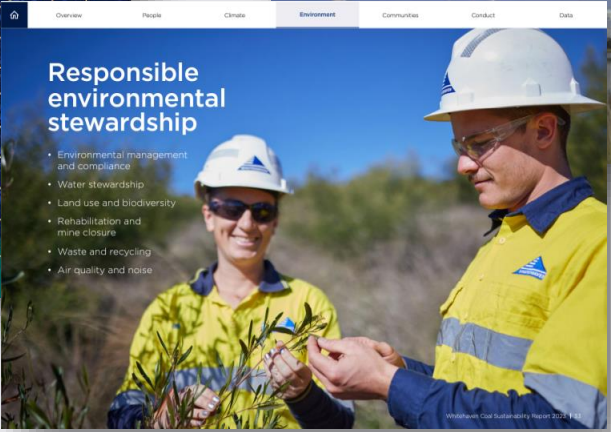 Overview
People
Climate
Environment
Communities
Conduct
Data
Responsible
environmental
stewardship
• Environmental management
and compliance
• Water stewardship
• Land use and biodiversity
• Rehabilitation and
mine closure
• Waste and recycling
• Air quality and noise
Whitehaven Coal Sustainability Report 2023